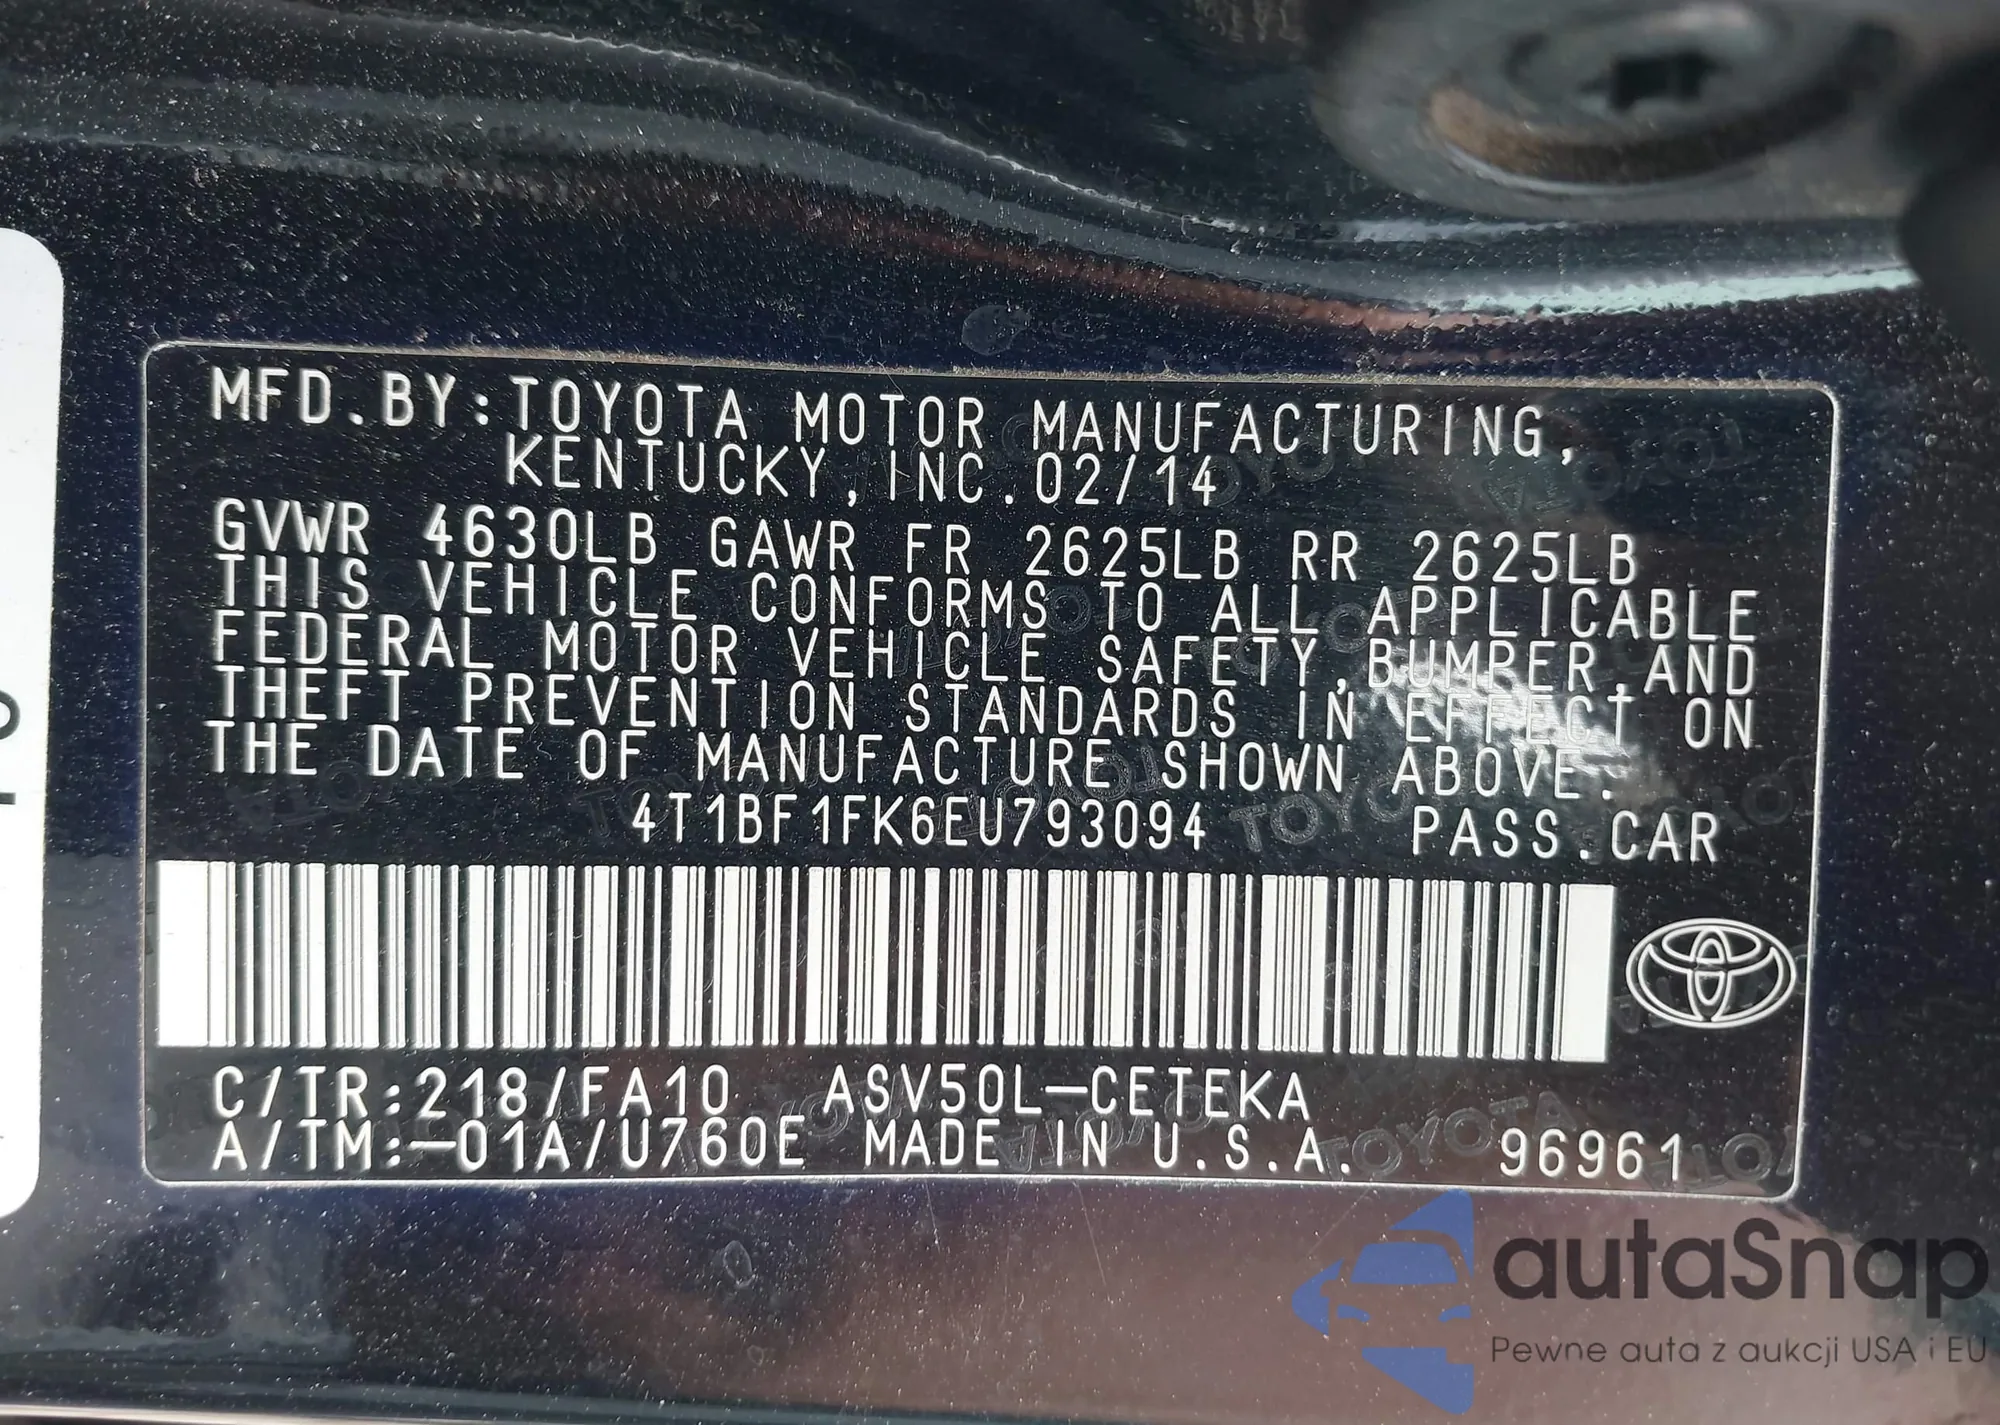 MFD.BY:TOYOTA MOTOR MANUFACTURING,
KENTUCKY,INC.02/14
GVWR 4630LB GAWR FR 2625LB RR 2625LB
THIS VEHICLE CONFORMS TO ALL APPLICABLE
FEDERAL MOTOR VEHICLE SAFETY,BUMPER,AND
THEFT PREVENTION STANDARDS IN EFFECT ON
THE DATE OF MANUFACTURE SHOWN ABOVE.
4T1BF1FK6EU793094 PASS.CAR
C/TR:218/FA10 ASV50L-CETEKA
A/TM:-01A/U760E MADE IN U.S.A. 96961
autaSnap
Pewne auta z aukcji USA i EU